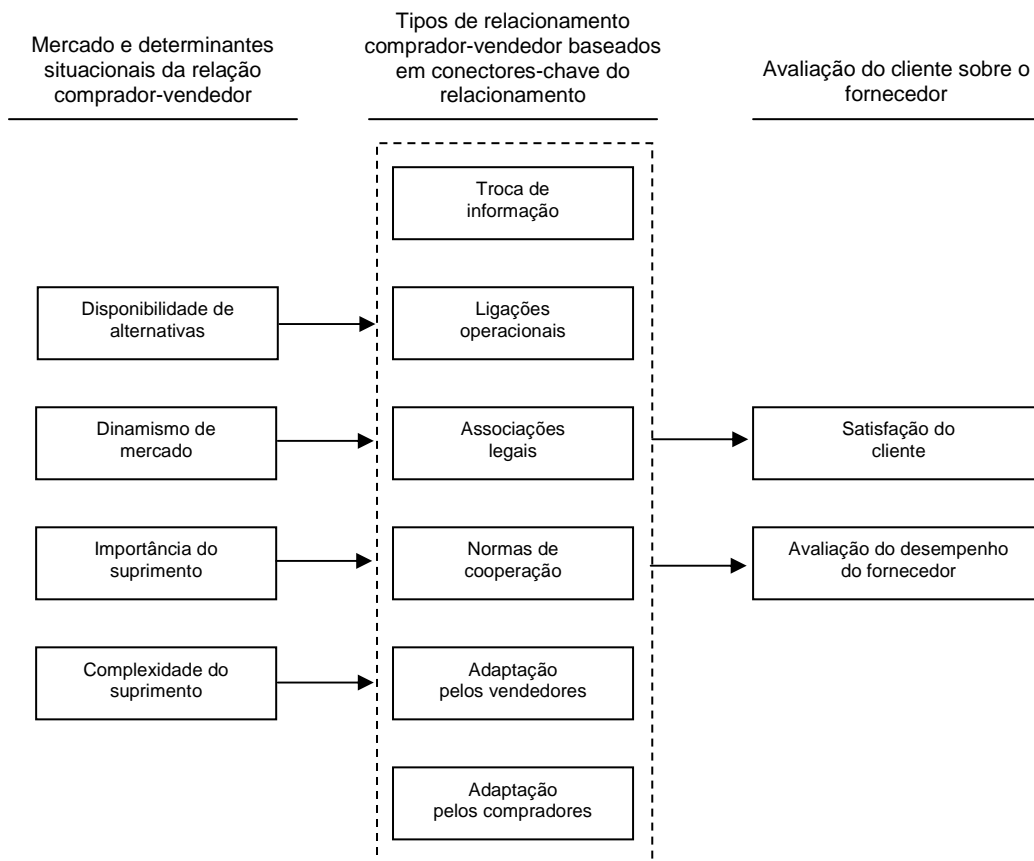 Mercado e determinantes
situacionais da relação
comprador-vendedor
Tipos de relacionamento
comprador-vendedor baseados
em conectores-chave do
relacionamento
Avaliação do cliente sobre o
fornecedor
Troca de
informação
Disponibilidade de
alternativas
Ligações
operacionais
Dinamismo de
mercado
Associações
legais
Satisfação do
cliente
Importância do
suprimento
Normas de
cooperação
Avaliação do desempenho
do fornecedor
Complexidade do
suprimento
Adaptação
pelos vendedores
Adaptação
pelos compradores